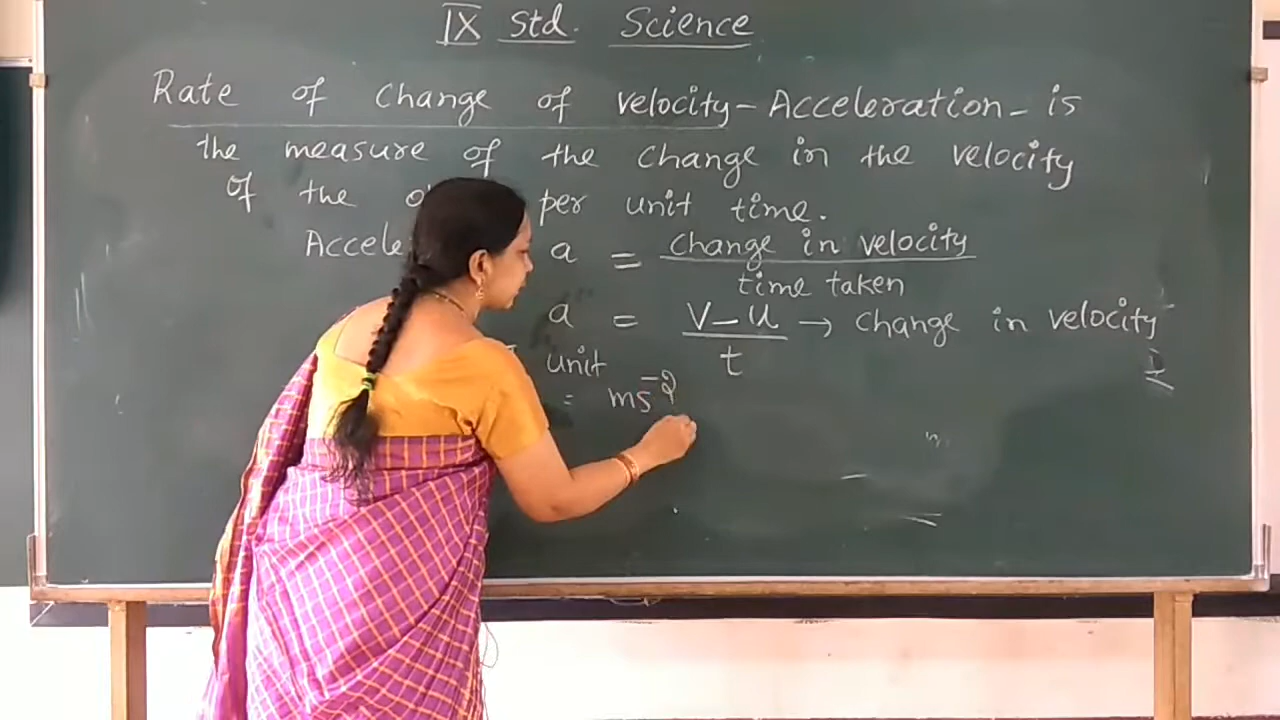 IX Std. Science
Rate of change of velocity - Acceleration - is
the measure of the change in the velocity
of the per unit time.
a = change in velocity
time taken
a = v - u → change in velocity
t
unit
= ms⁻²